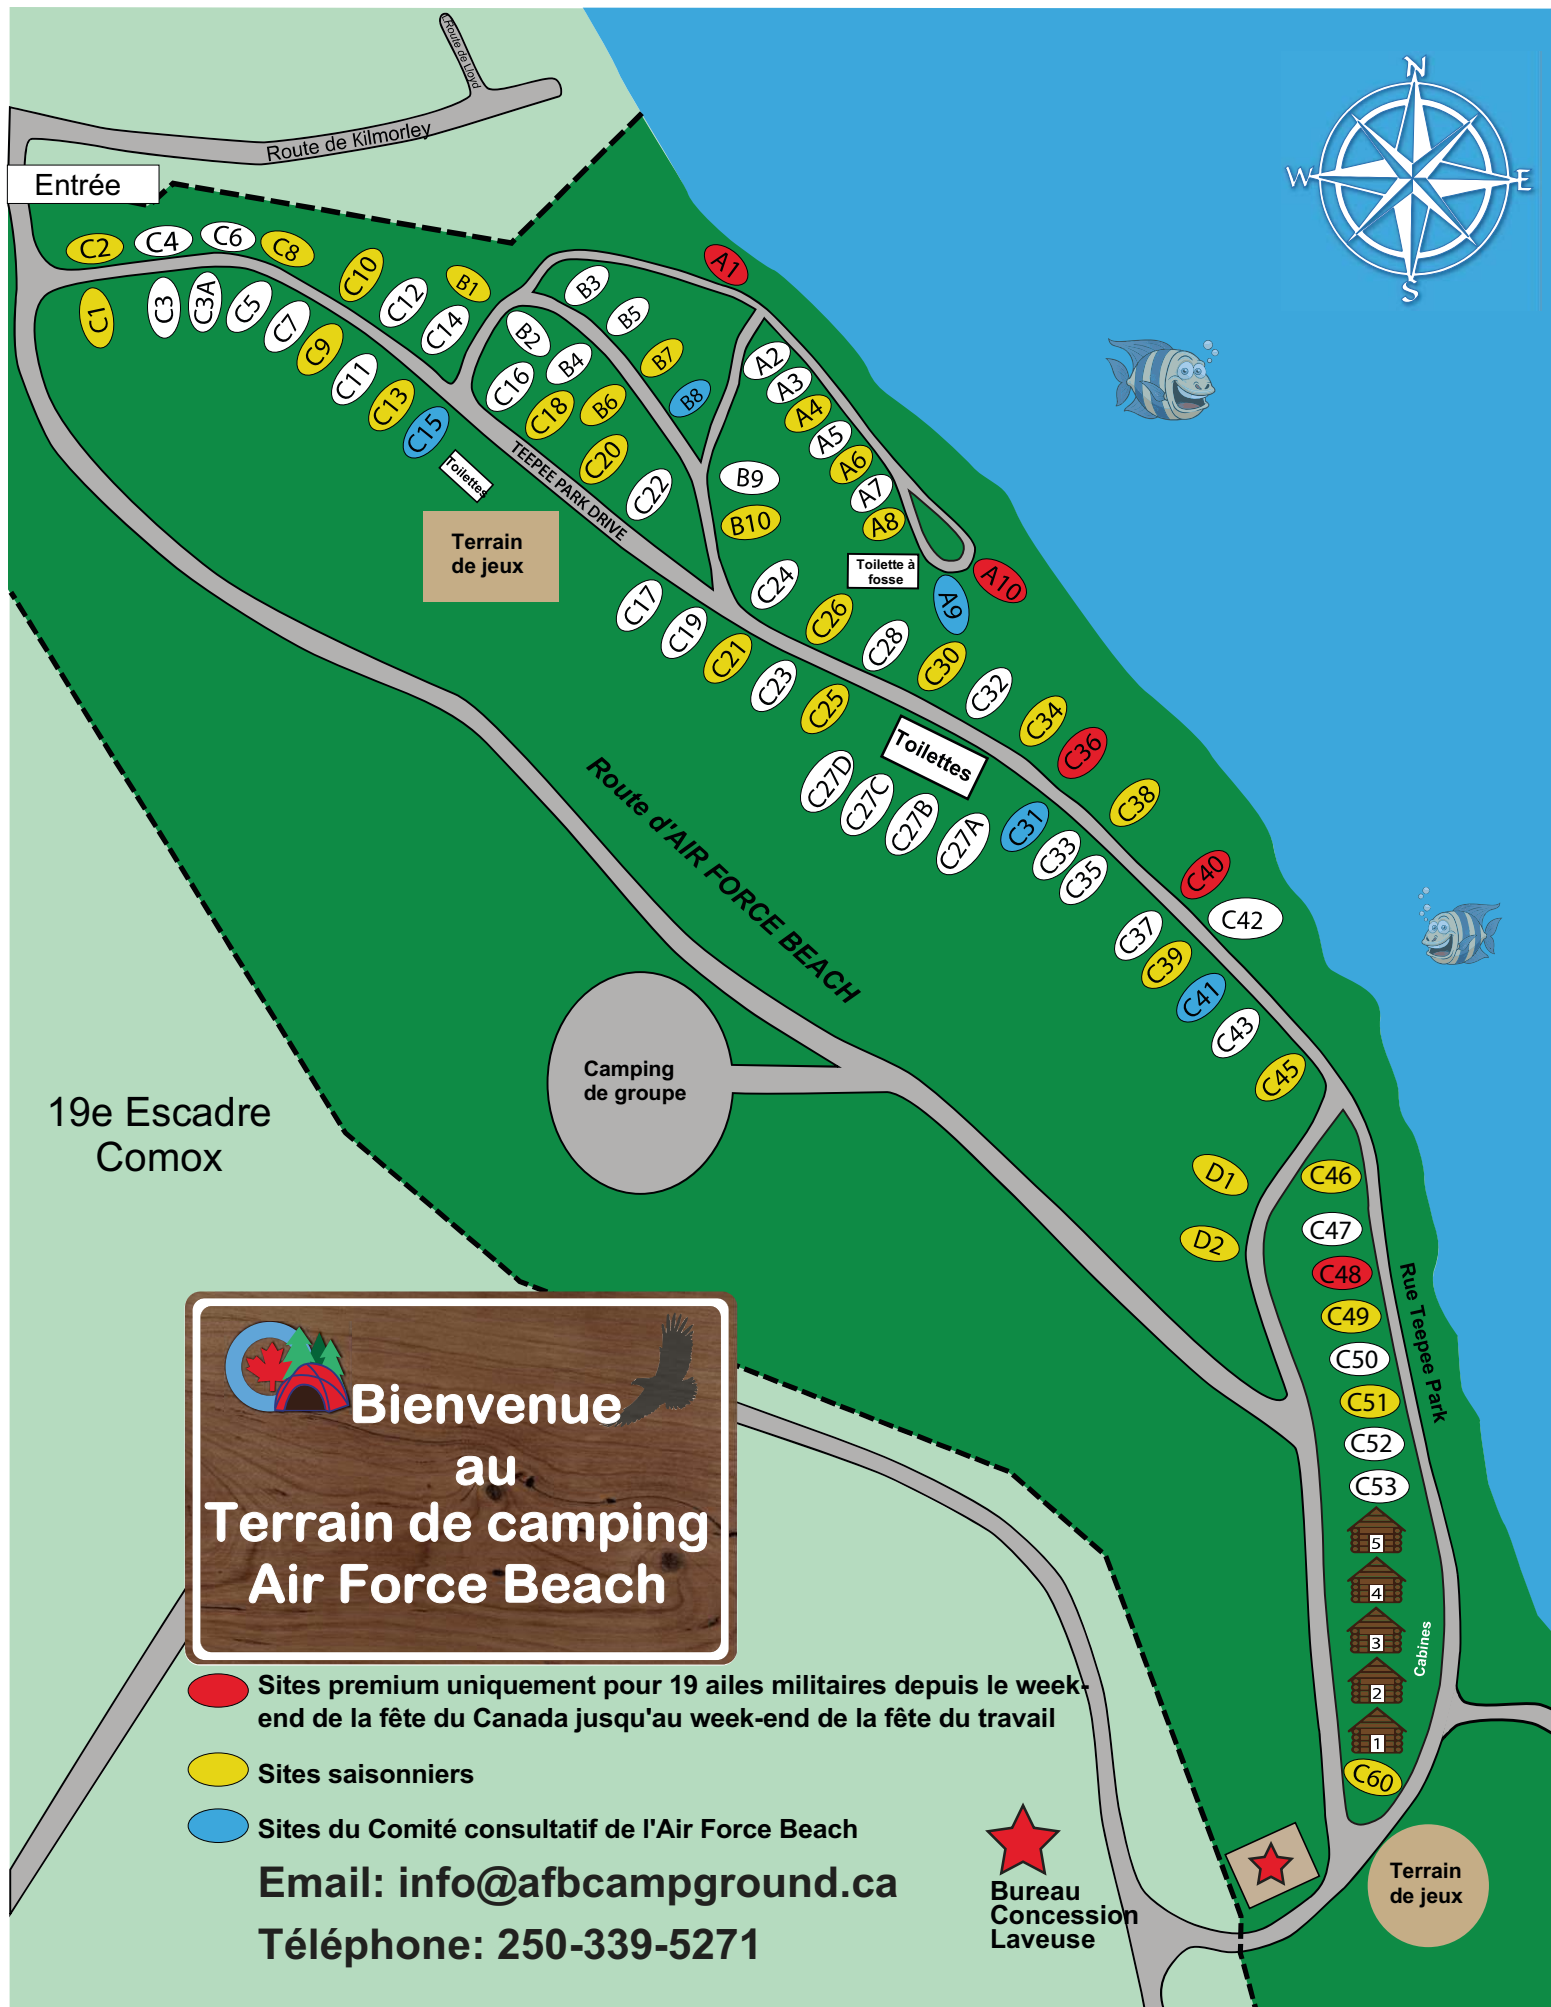 Route de Lloyd
Route de Kilmorley
Entrée
N
W
E
S
C2
C4
C6
C8
C10
C12
C14
B1
B3
B5
B7
B8
A1
C1
C3
C3A
C5
C7
C9
C11
C13
C15
B2
B4
B6
C16
C18
C20
C22
A2
A3
A4
A5
A6
A7
A8
B9
B10
Toilettes
TEEPEE PARK DRIVE
Terrain
de jeux
Toilette à
fosse
A9
A10
C24
C26
C28
C30
C32
C34
C36
C38
C40
C42
C17
C19
C21
C23
C25
Toilettes
C27D
C27C
C27B
C27A
C31
C33
C35
C37
C39
C41
C43
C45
Route d'AIR FORCE BEACH
Camping
de groupe
19e Escadre
Comox
D1
D2
C46
C47
C48
C49
C50
C51
C52
C53
Rue Teepee Park
5
4
3
2
1
Cabines
C60
Bienvenue
au
Terrain de camping
Air Force Beach
Sites premium uniquement pour 19 ailes militaires depuis le week-
end de la fête du Canada jusqu'au week-end de la fête du travail
Sites saisonniers
Sites du Comité consultatif de l'Air Force Beach
Email: info@afbcampground.ca
Téléphone: 250-339-5271
Bureau
Concession
Laveuse
Terrain
de jeux